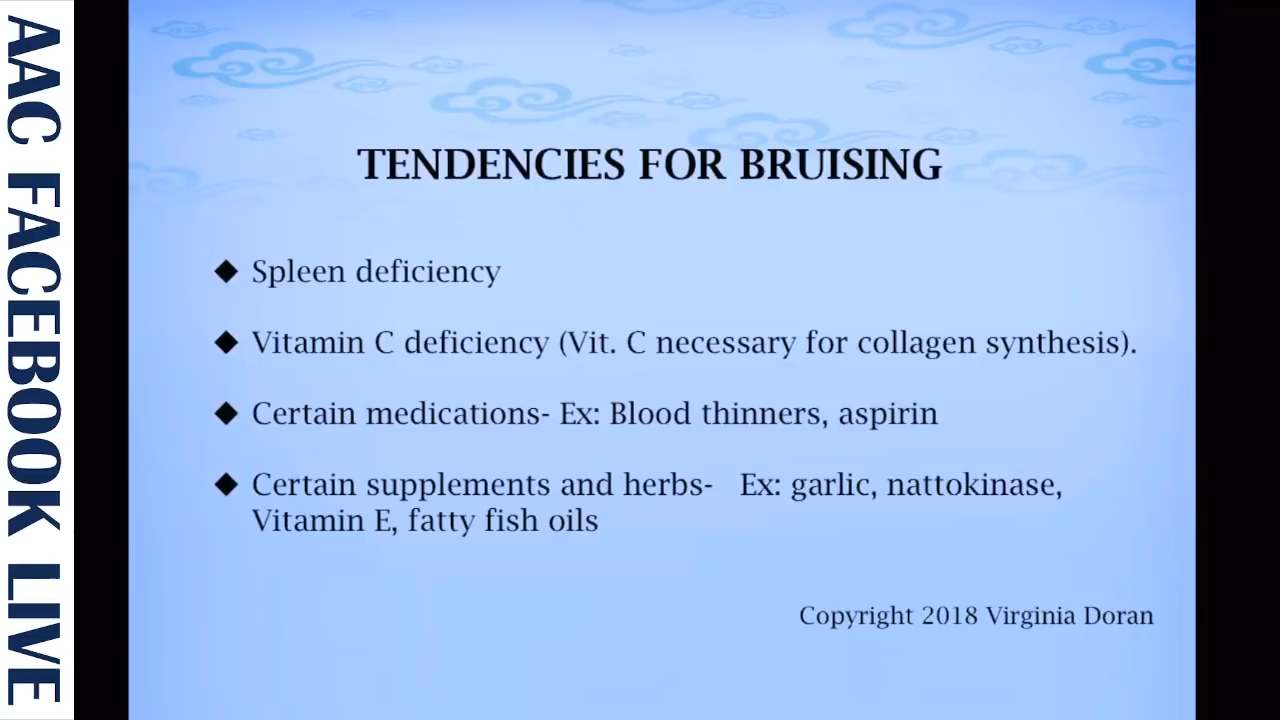 AAC FACEBOOK LIVE
TENDENCIES FOR BRUISING
◆ Spleen deficiency
◆ Vitamin C deficiency (Vit. C necessary for collagen synthesis).
◆ Certain medications- Ex: Blood thinners, aspirin
◆ Certain supplements and herbs- Ex: garlic, nattokinase,
Vitamin E, fatty fish oils
Copyright 2018 Virginia Doran